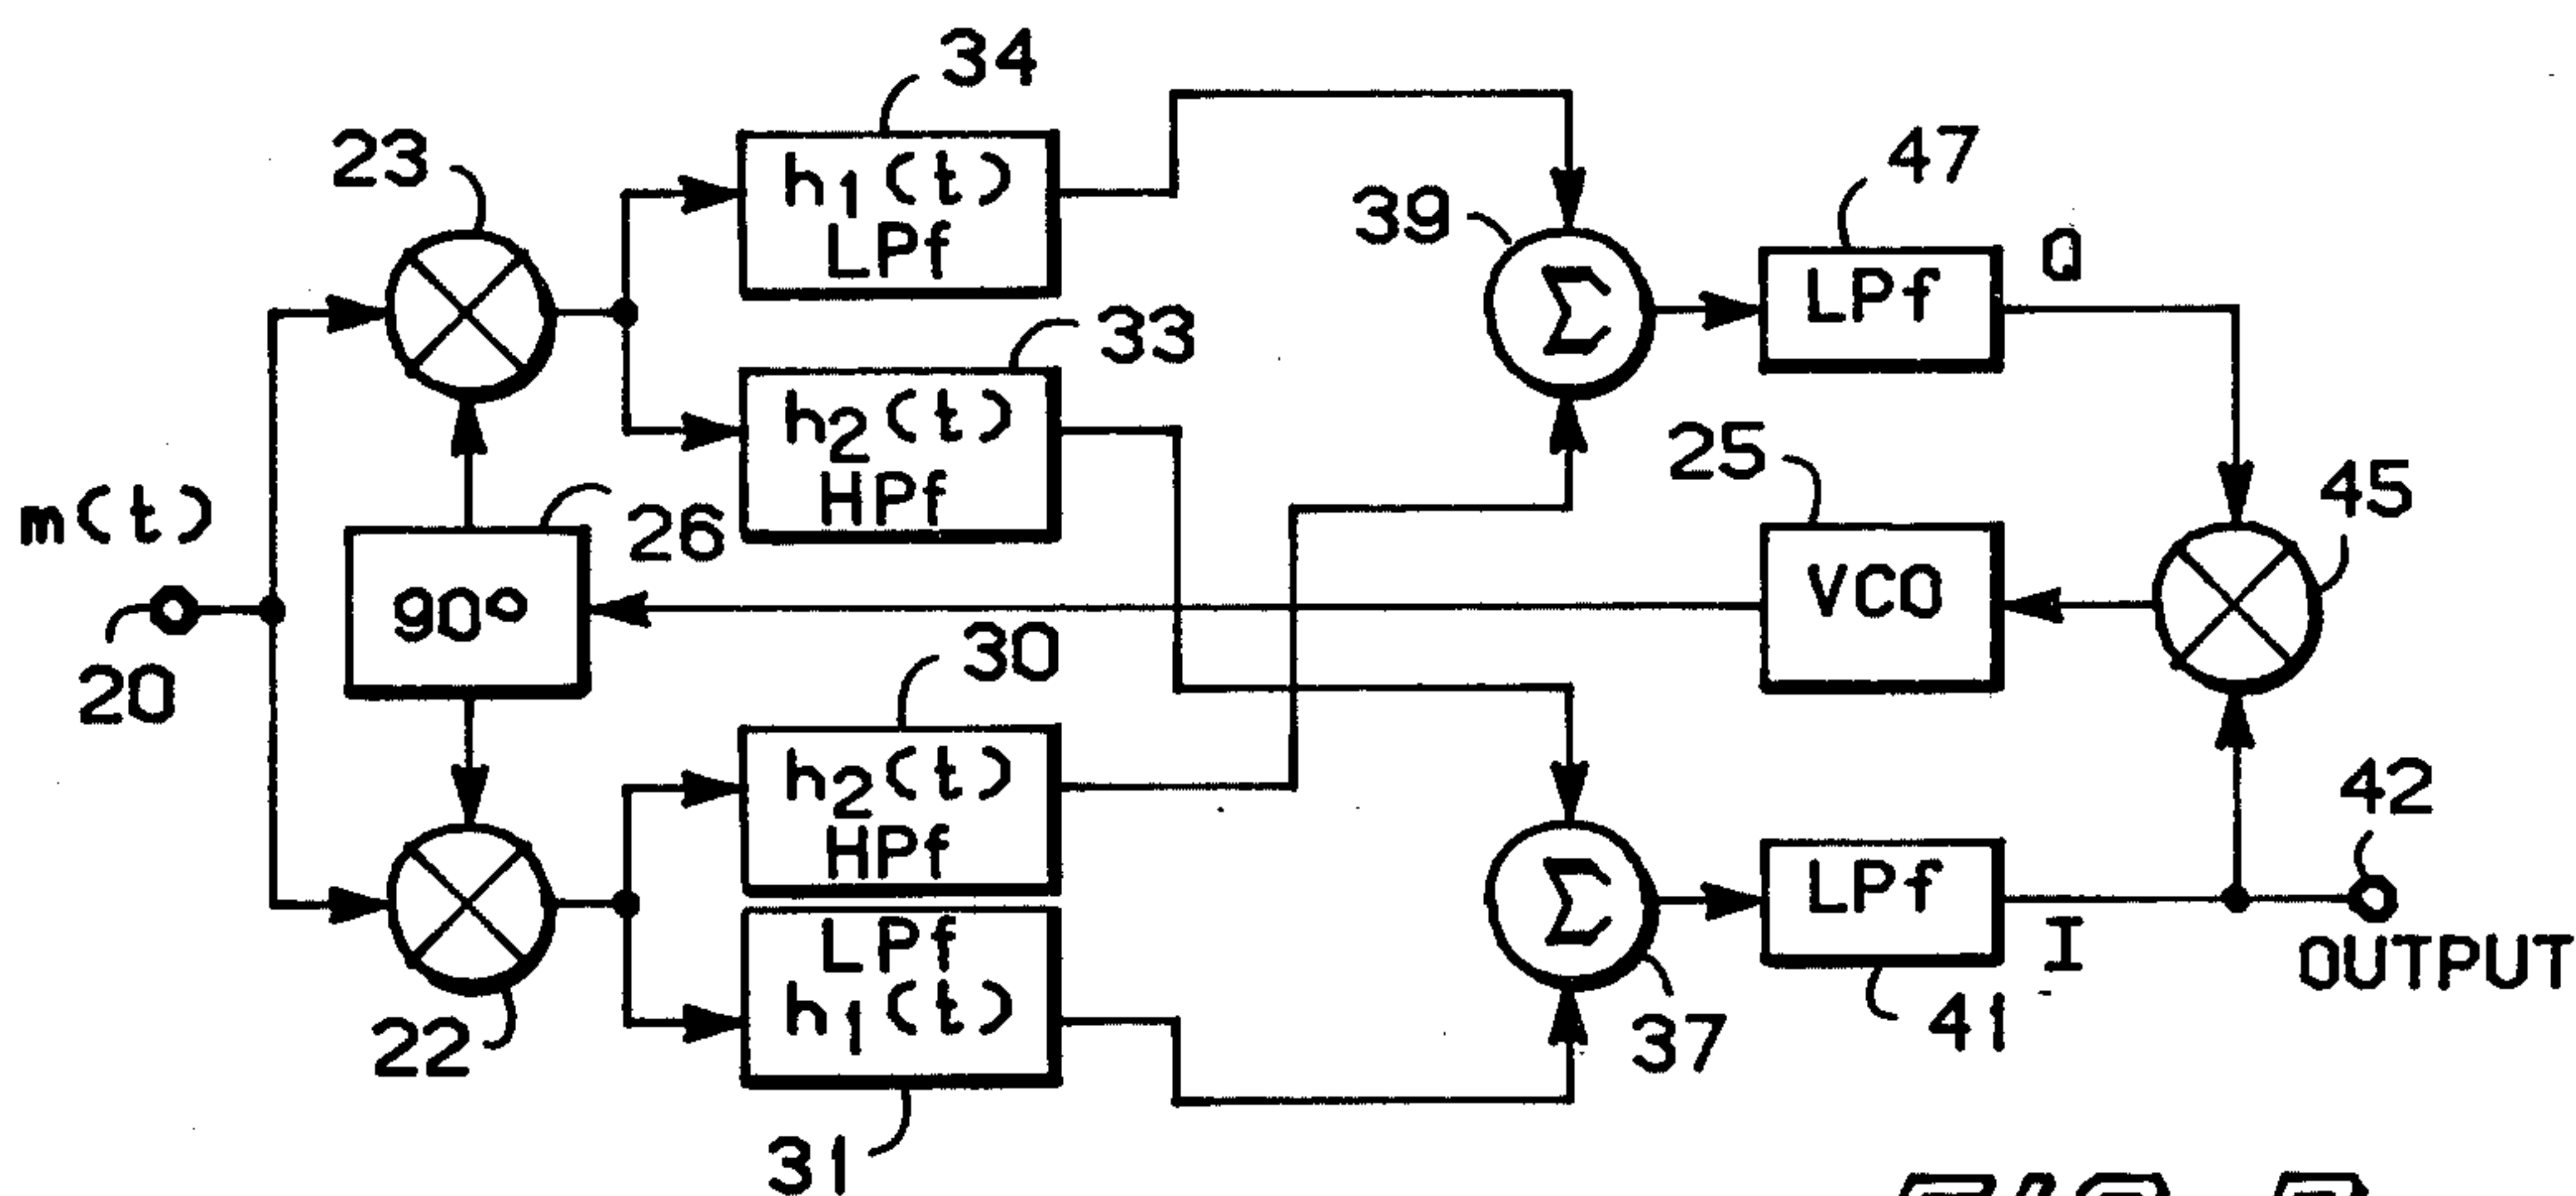 34
23
h1(t)
LPf
47
39
Σ
LPf
Q
33
h2(t)
HPf
25
45
m(t)
26
90°
VCO
20
30
h2(t)
HPf
42
Σ
LPf
I
OUTPUT
LPf
h1(t)
22
37
41
31